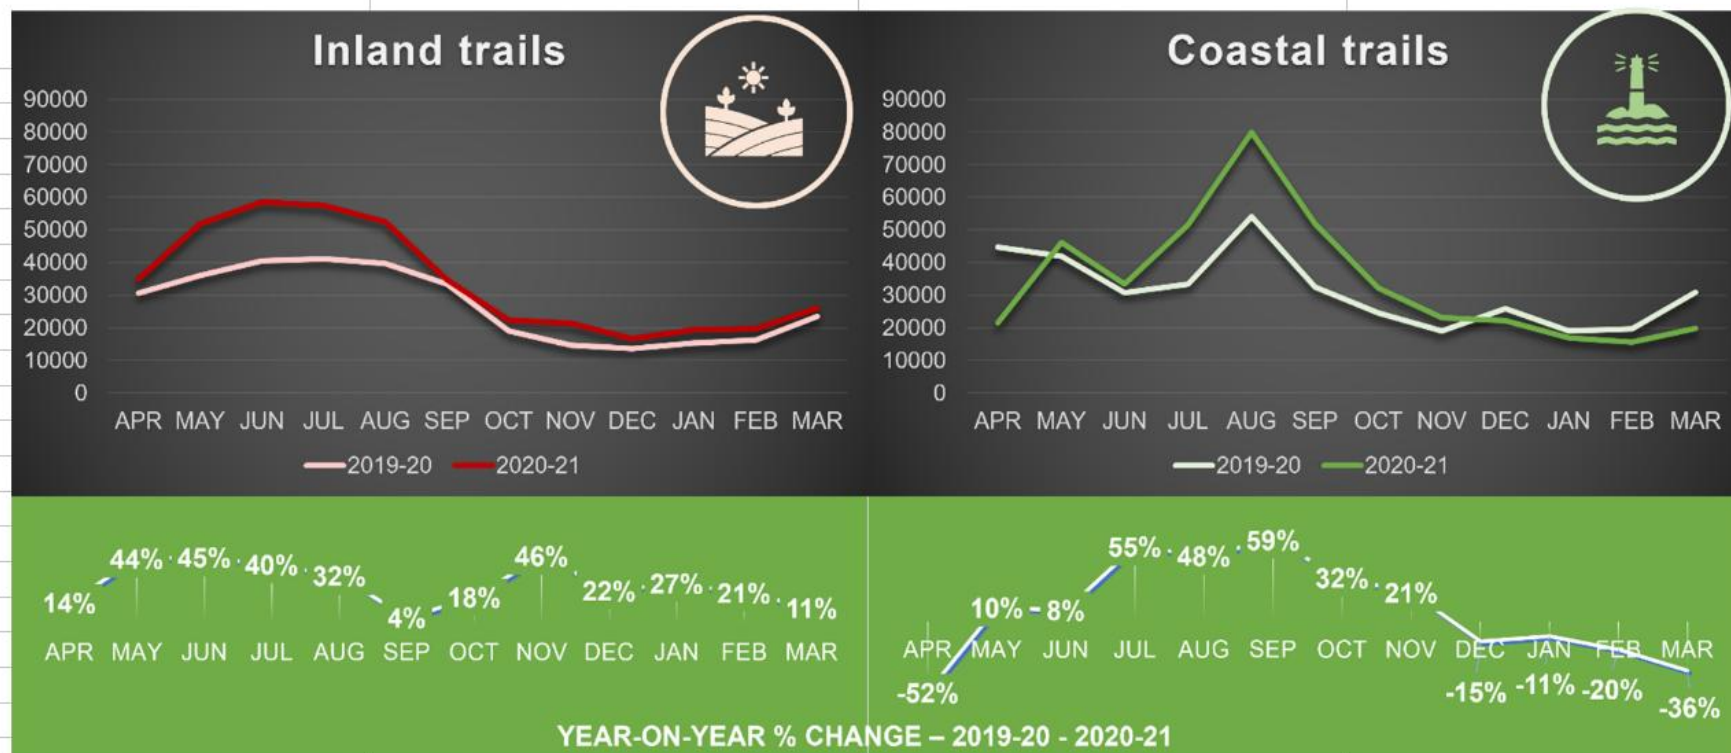 Inland trails
90000
80000
70000
60000
50000
40000
30000
20000
10000
0
APR MAY JUN JUL AUG SEP OCT NOV DEC JAN FEB MAR
2019-20 2020-21
Coastal trails
90000
80000
70000
60000
50000
40000
30000
20000
10000
0
APR MAY JUN JUL AUG SEP OCT NOV DEC JAN FEB MAR
2019-20 2020-21
14% 44% 45% 40% 32% 4% 18% 46% 22% 27% 21% 11%
APR MAY JUN JUL AUG SEP OCT NOV DEC JAN FEB MAR
-52% 10% 8% 55% 48% 59% 32% 21% -15% -11% -20% -36%
APR MAY JUN JUL AUG SEP OCT NOV DEC JAN FEB MAR
YEAR-ON-YEAR % CHANGE – 2019-20 - 2020-21